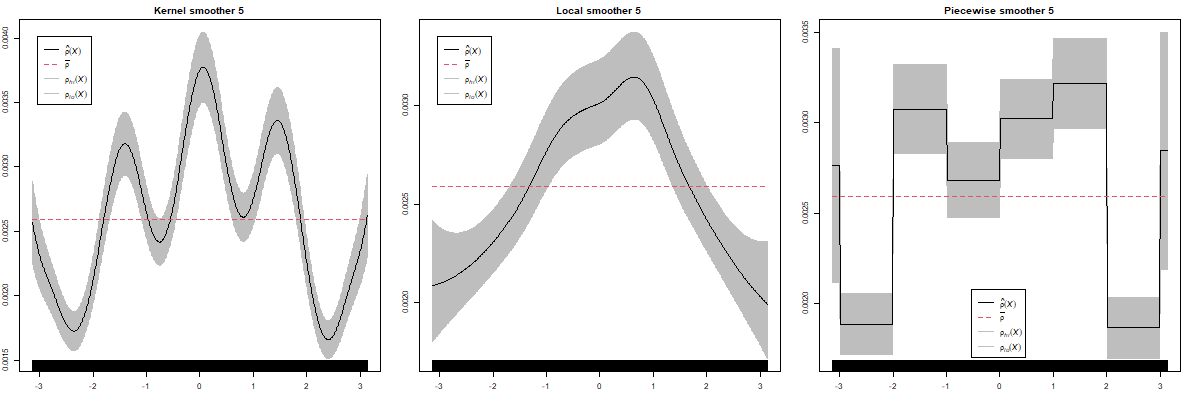 Kernel smoother 5
0.0040
0.0035
0.0030
0.0025
0.0020
0.0015
ρ̂(X)
ρ̅
ρhi(X)
ρlo(X)
-3 -2 -1 0 1 2 3
Local smoother 5
0.0030
0.0025
0.0020
ρ̂(X)
ρ̅
ρhi(X)
ρlo(X)
-3 -2 -1 0 1 2 3
Piecewise smoother 5
0.0035
0.0030
0.0025
0.0020
ρ̂(X)
ρ̅
ρhi(X)
ρlo(X)
-3 -2 -1 0 1 2 3